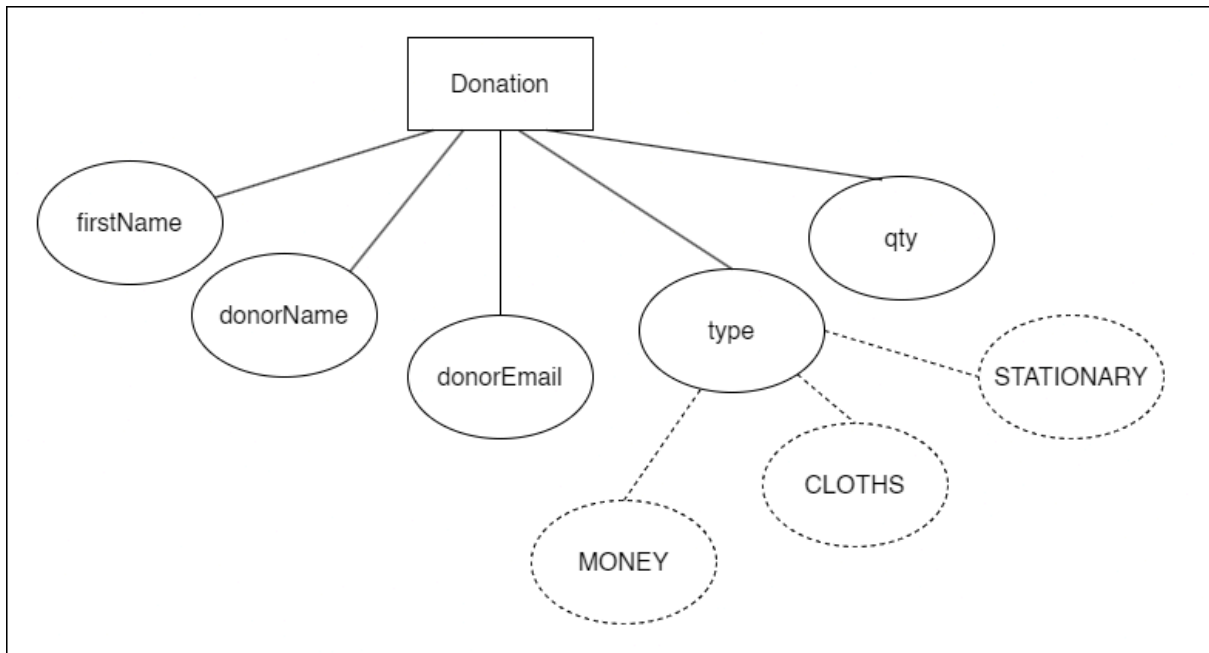 Donation
firstName
donorName
donorEmail
type
qty
STATIONARY
CLOTHS
MONEY